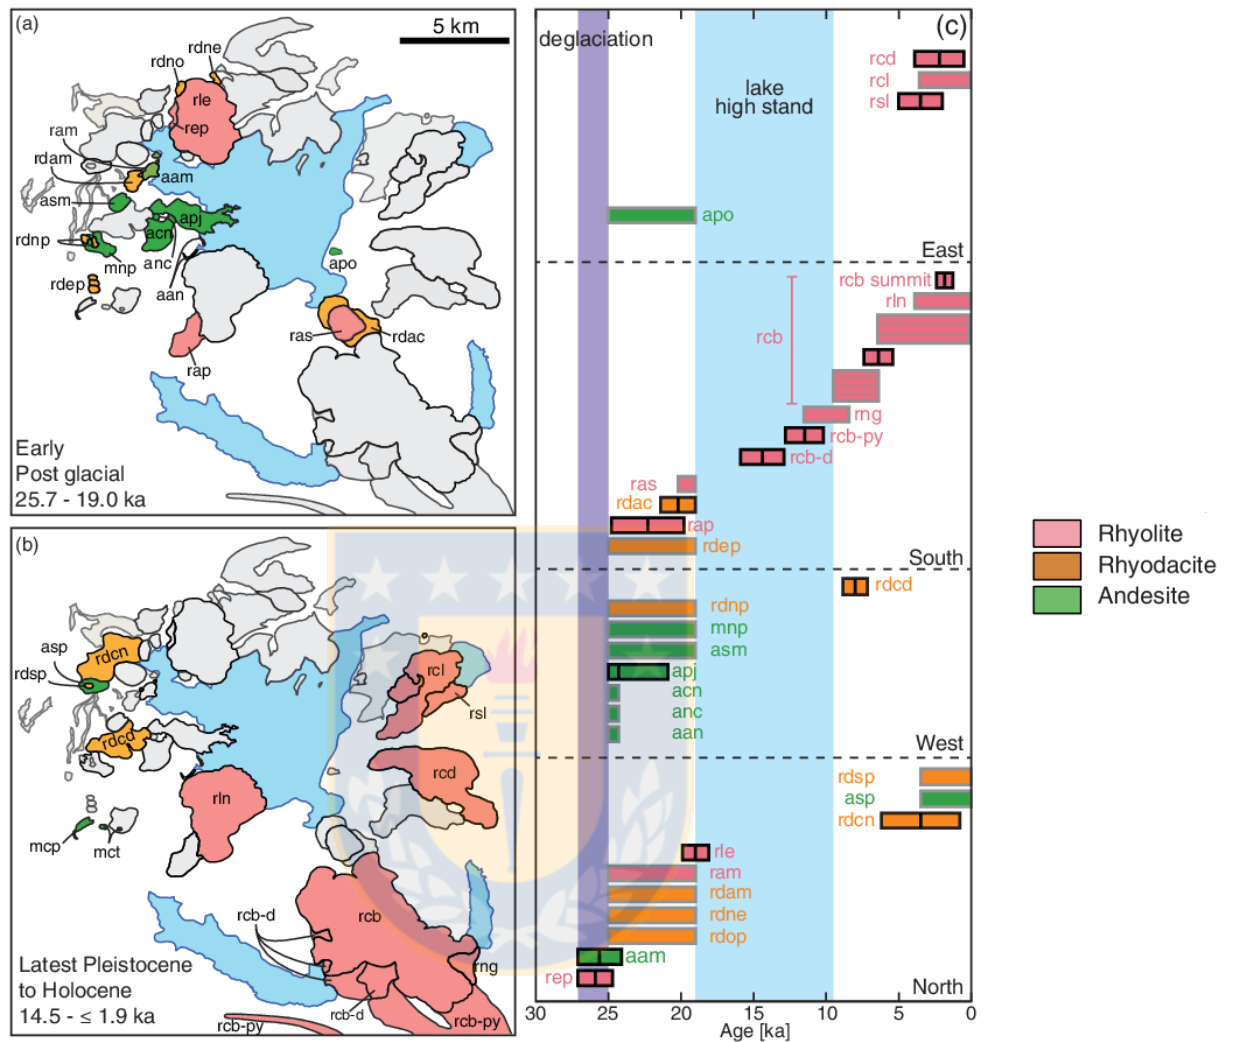 (a)
5 km
rdne
rdno
rle
rep
ram
rdam
aam
asm
apj
acn
rdnp
mnp
anc
apo
rdep
aan
ras
rdac
rap
Early
Post glacial
25.7 - 19.0 ka
(b)
asp
rdcn
rdsp
rcl
rsl
rdcd
rcd
rln
mcp
mct
rcb-d
rcb
rng
Latest Pleistocene
to Holocene
14.5 - ≤ 1.9 ka
rcb-d
rcb-py
rcb-py
(c)
deglaciation
lake
high stand
rcd
rcl
rsl
apo
East
rcb summit
rln
rcb
rng
rcb-py
rcb-d
ras
rdac
rap
rdep
South
rdcd
rdnp
mnp
asm
apj
acn
anc
aan
West
rdsp
asp
rdcn
rle
ram
rdam
rdne
rdop
aam
rep
North
30 25 20 15 10 5 0
Age [ka]
Rhyolite
Rhyodacite
Andesite